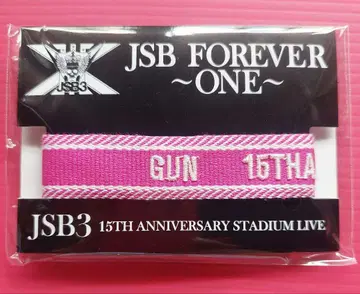 JSB3
JSB FOREVER
~ONE~
GUN 15THA
JSB3 15TH ANNIVERSARY STADIUM LIVE